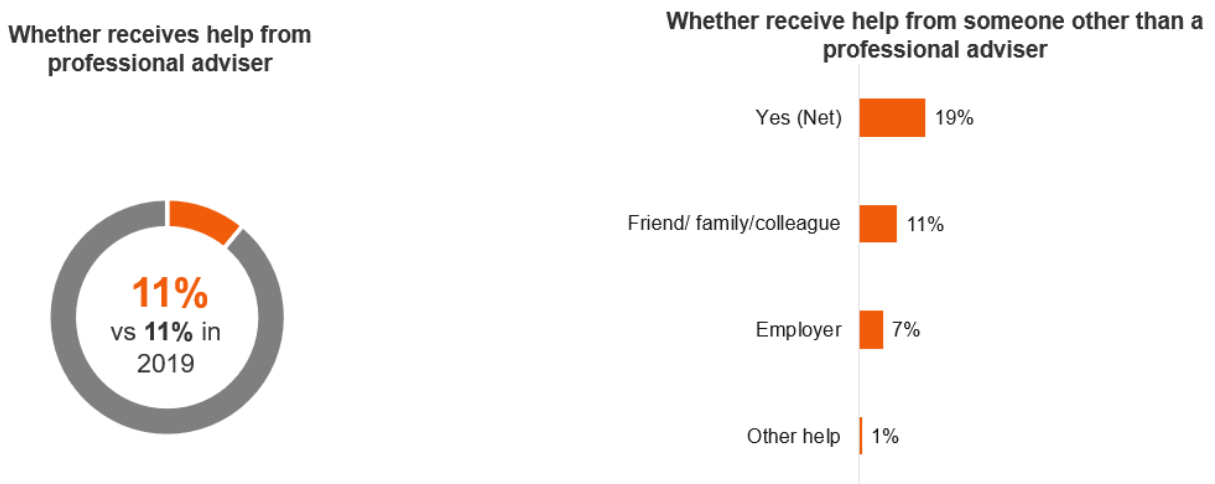 Whether receives help from
professional adviser
11%
vs 11% in
2019
Whether receive help from someone other than a
professional adviser
Yes (Net) 19%
Friend/ family/colleague 11%
Employer 7%
Other help 1%